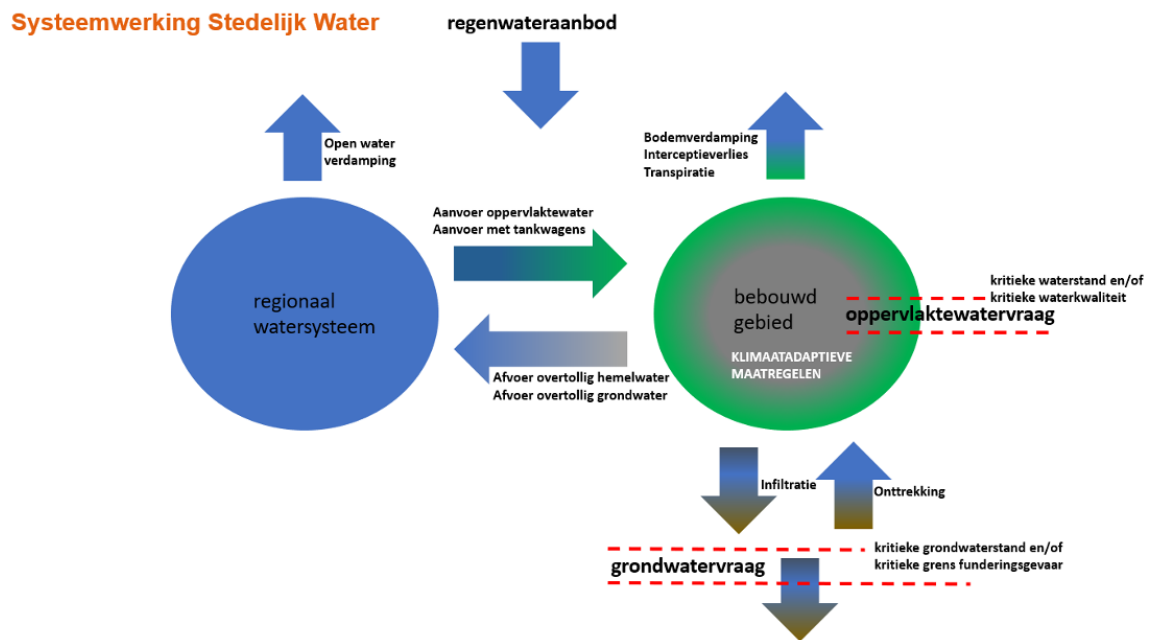 Systeemwerking Stedelijk Water
regenwateraanbod
Open water
verdamping
Bodemverdamping
Interceptieverlies
Transpiratie
Aanvoer oppervlaktewater
Aanvoer met tankwagens
regionaal
watersysteem
bebouwd
gebied
KLIMAATADAPTIEVE
MAATREGELEN
kritieke waterstand en/of
kritieke waterkwaliteit
oppervlaktewatervraag
Afvoer overtollig hemelwater
Afvoer overtollig grondwater
Infiltratie
Onttrekking
grondwatervraag
kritieke grondwaterstand en/of
kritieke grens funderingsgevaar